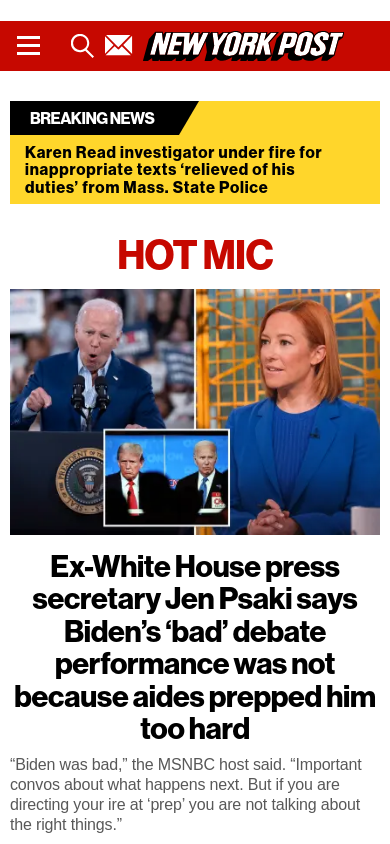 NEW YORK POST
BREAKING NEWS
Karen Read investigator under fire for
inappropriate texts ‘relieved of his
duties’ from Mass. State Police
HOT MIC
Ex-White House press
secretary Jen Psaki says
Biden’s ‘bad’ debate
performance was not
because aides prepped him
too hard
“Biden was bad,” the MSNBC host said. “Important
convos about what happens next. But if you are
directing your ire at ‘prep’ you are not talking about
the right things.”